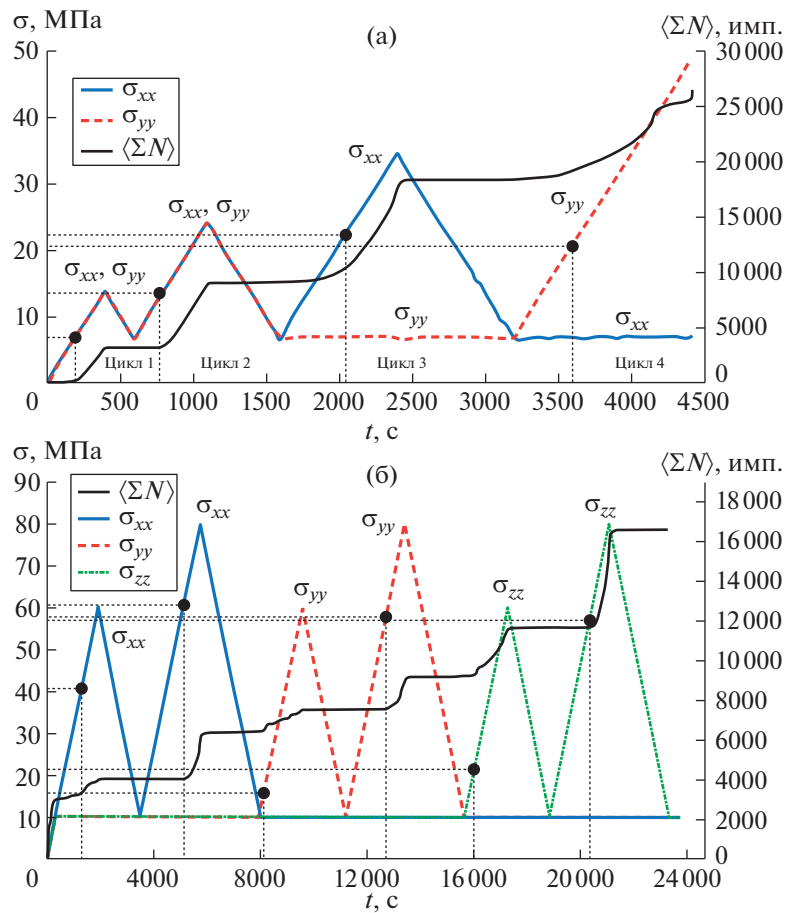 σ, МПа (а) ⟨ΣN⟩, имп.
50 30 000
σxx
σyy
⟨ΣN⟩
40 25 000
σxx
30 20 000
σxx, σyy σyy
15 000
20
σxx, σyy
10 000
10 σyy σxx 5000
Цикл 1 Цикл 2 Цикл 3 Цикл 4
0 500 1000 1500 2000 2500 3000 3500 4000 4500 0
t, с
σ, МПа (б) ⟨ΣN⟩, имп.
90 18 000
⟨ΣN⟩
σxx
σyy
σzz
σxx σyy σzz
80 16 000
70 14 000
σyy σzz
60 12 000
σxx
50 10 000
40 8000
30 6000
20 4000
10 2000
0 4000 8000 12 000 16 000 20 000 24 000 0
t, с